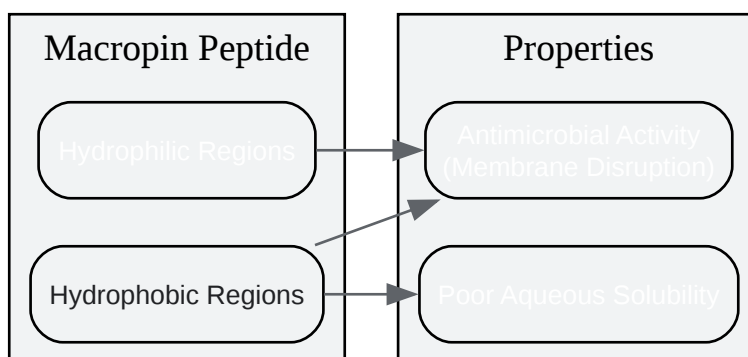 Macropin Peptide
Properties
Hydrophilic Regions
Antimicrobial Activity
(Membrane Disruption)
Hydrophobic Regions
Poor Aqueous Solubility